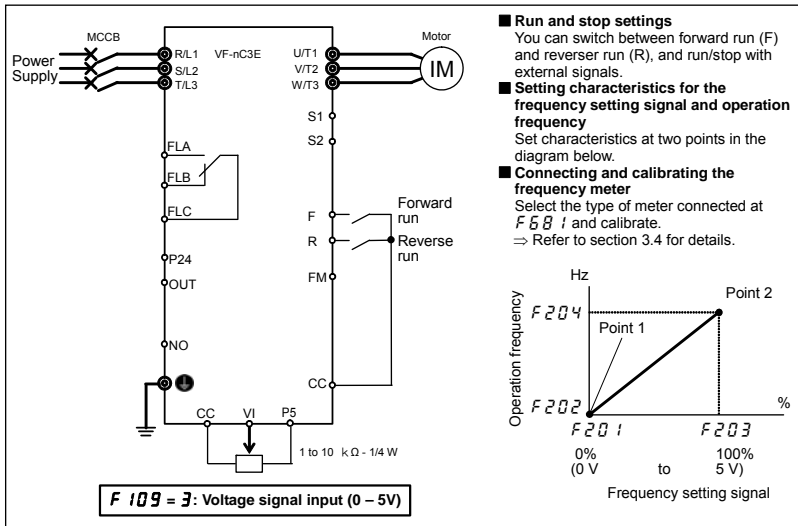 MCCB
Power
Supply
R/L1
S/L2
T/L3
VF-nC3E
U/T1
V/T2
W/T3
Motor
IM
S1
S2
FLA
FLB
FLC
P24
OUT
NO
F
R
FM
CC
Forward
run
Reverse
run
CC
VI
P5
1 to 10 kΩ - 1/4 W
F109 = 3: Voltage signal input (0 – 5V)
■ Run and stop settings
You can switch between forward run (F)
and reverser run (R), and run/stop with
external signals.
■ Setting characteristics for the
frequency setting signal and operation
frequency
Set characteristics at two points in the
diagram below.
■ Connecting and calibrating the
frequency meter
Select the type of meter connected at
F681 and calibrate.
⇒ Refer to section 3.4 for details.
Hz
Operation frequency
F204
Point 1
Point 2
F202
%
F201
F203
0%
100%
(0 V to 5 V)
Frequency setting signal